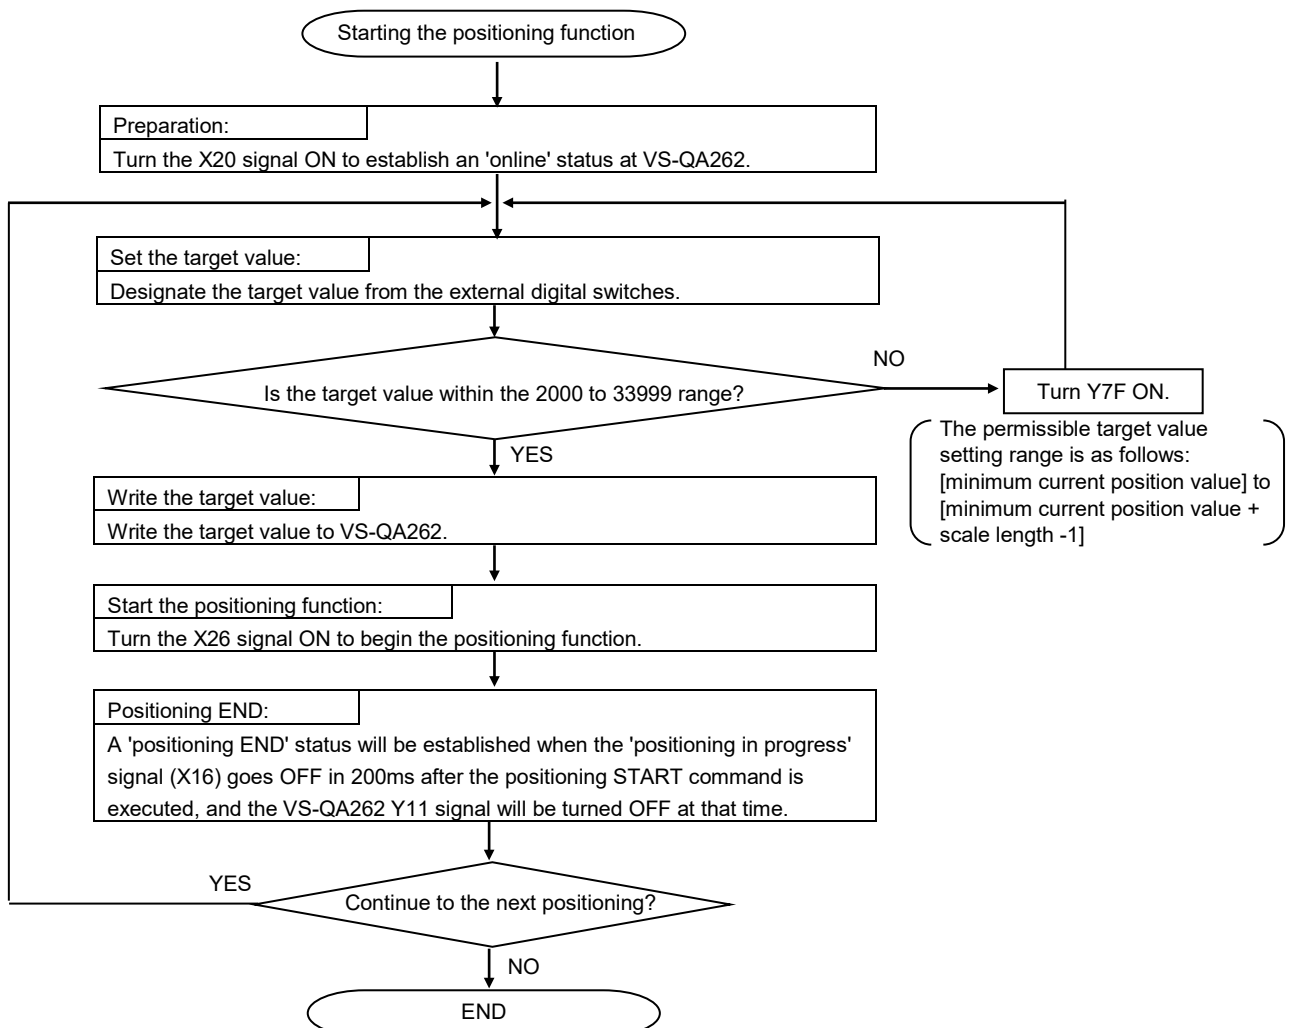 Starting the positioning function
Preparation:
Turn the X20 signal ON to establish an 'online' status at VS-QA262.
Set the target value:
Designate the target value from the external digital switches.
Is the target value within the 2000 to 33999 range?
NO
Turn Y7F ON.
The permissible target value
setting range is as follows:
[minimum current position value] to
[minimum current position value +
scale length -1]
YES
Write the target value:
Write the target value to VS-QA262.
Start the positioning function:
Turn the X26 signal ON to begin the positioning function.
Positioning END:
A 'positioning END' status will be established when the 'positioning in progress'
signal (X16) goes OFF in 200ms after the positioning START command is
executed, and the VS-QA262 Y11 signal will be turned OFF at that time.
YES
Continue to the next positioning?
NO
END